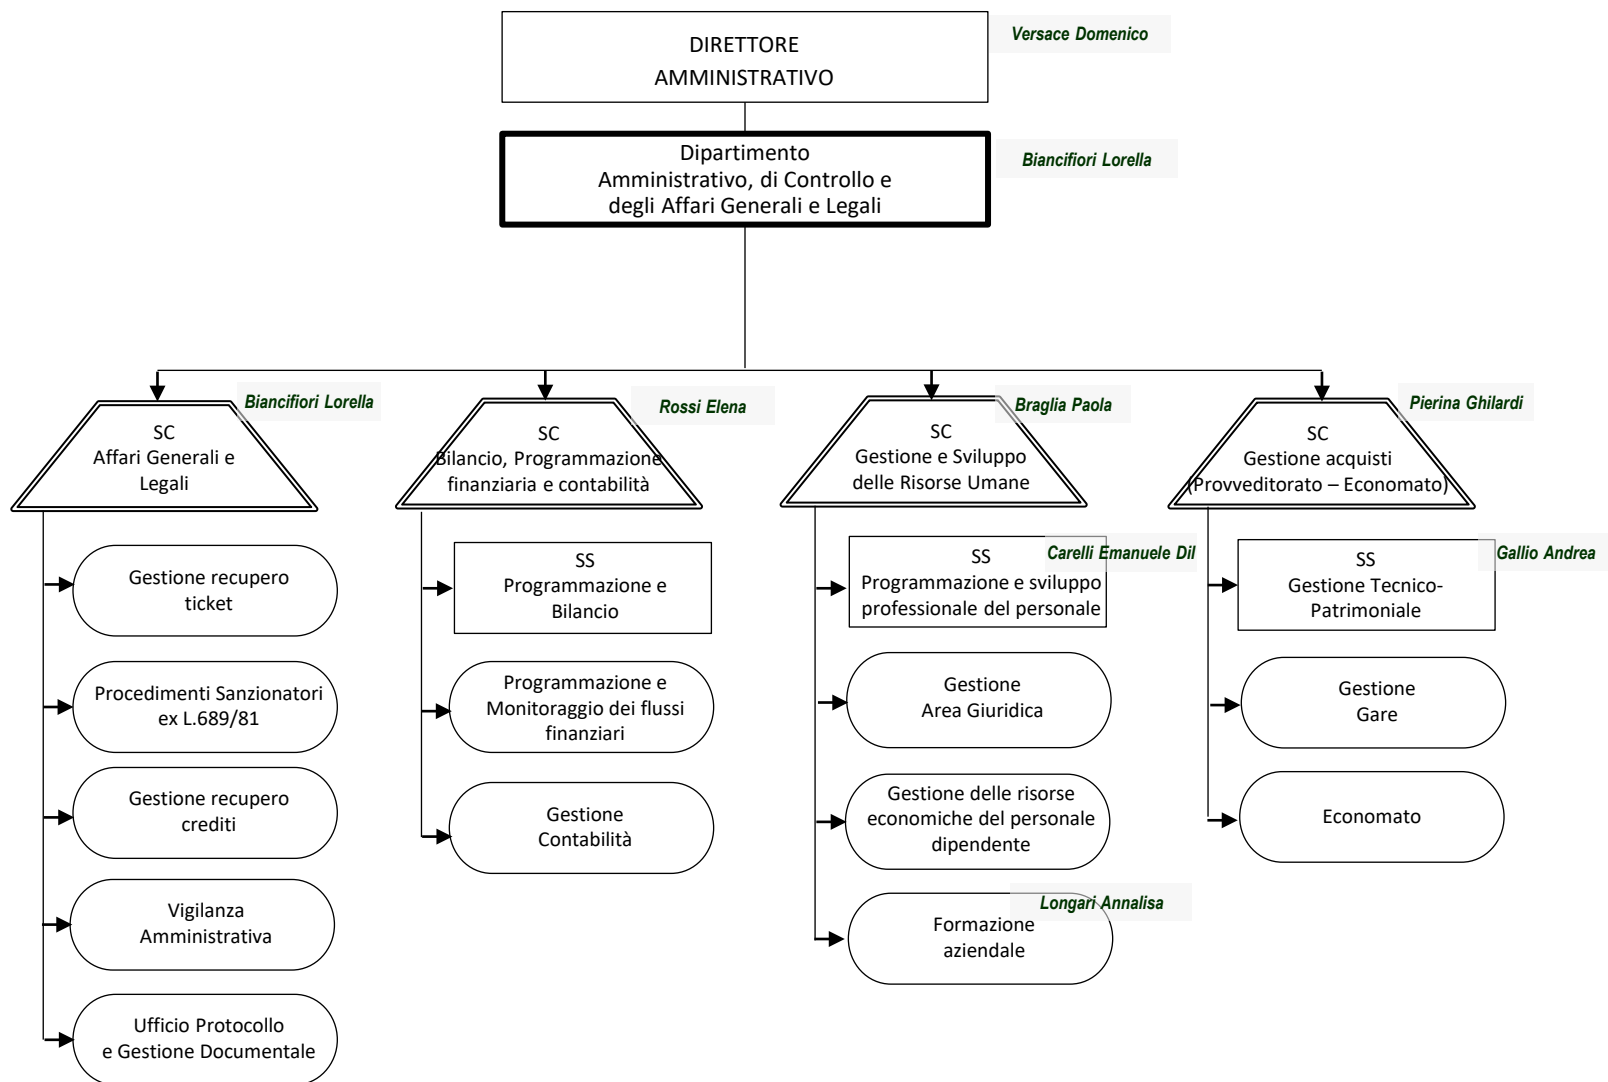 DIRETTORE
AMMINISTRATIVO
Versace Domenico
Dipartimento
Amministrativo, di Controllo e
degli Affari Generali e Legali
Biancifiori Lorella
Biancifiori Lorella
SC
Affari Generali e
Legali
Gestione recupero
ticket
Procedimenti Sanzionatori
ex L.689/81
Gestione recupero
crediti
Vigilanza
Amministrativa
Ufficio Protocollo
e Gestione Documentale
Rossi Elena
SC
Bilancio, Programmazione
finanziaria e contabilità
SS
Programmazione e
Bilancio
Programmazione e
Monitoraggio dei flussi
finanziari
Gestione
Contabilità
Braglia Paola
SC
Gestione e Sviluppo
delle Risorse Umane
Carelli Emanuele Dil
SS
Programmazione e sviluppo
professionale del personale
Gestione
Area Giuridica
Gestione delle risorse
economiche del personale
dipendente
Longari Annalisa
Formazione
aziendale
Pierina Ghilardi
SC
Gestione acquisti
(Provveditorato – Economato)
Gallio Andrea
SS
Gestione Tecnico-
Patrimoniale
Gestione
Gare
Economato